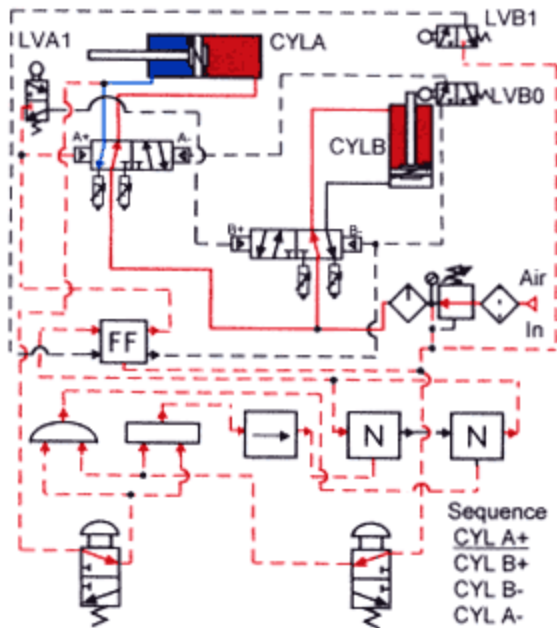 LVB1
LVA1
CYLA
LVB0
A+
A-
CYLB
B+
B-
Air
In
FF
N
N
Sequence
CYL A+
CYL B+
CYL B-
CYL A-